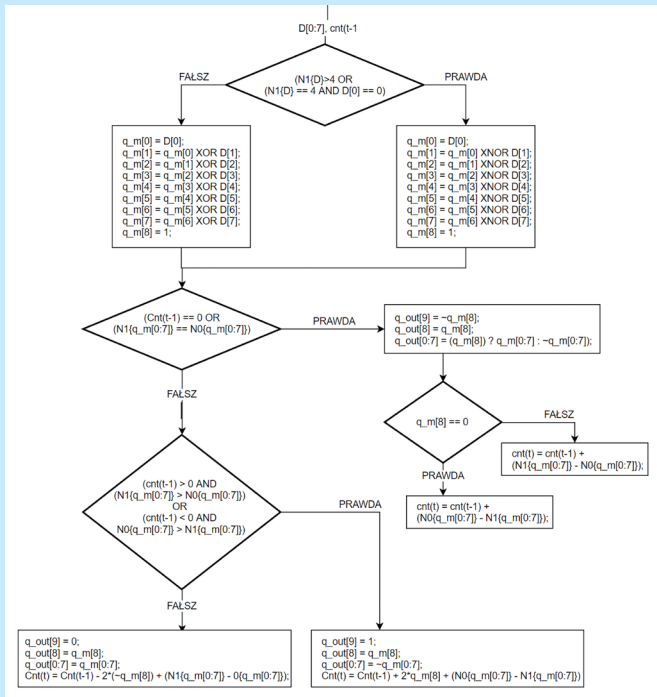 D[0:7], cnt(t-1
(N1{D}>4 OR
(N1{D} == 4 AND D[0] == 0)
FAŁSZ
PRAWDA
q_m[0] = D[0];
q_m[1] = q_m[0] XOR D[1];
q_m[2] = q_m[1] XOR D[2];
q_m[3] = q_m[2] XOR D[3];
q_m[4] = q_m[3] XOR D[4];
q_m[5] = q_m[4] XOR D[5];
q_m[6] = q_m[5] XOR D[6];
q_m[7] = q_m[6] XOR D[7];
q_m[8] = 1;
q_m[0] = D[0];
q_m[1] = q_m[0] XNOR D[1];
q_m[2] = q_m[1] XNOR D[2];
q_m[3] = q_m[2] XNOR D[3];
q_m[4] = q_m[3] XNOR D[4];
q_m[5] = q_m[4] XNOR D[5];
q_m[6] = q_m[5] XNOR D[6];
q_m[7] = q_m[6] XNOR D[7];
q_m[8] = 1;
(Cnt(t-1) == 0 OR
(N1{q_m[0:7]} == N0{q_m[0:7]})
PRAWDA
q_out[9] = ~q_m[8];
q_out[8] = q_m[8];
q_out[0:7] = (q_m[8]) ? q_m[0:7] : ~q_m[0:7]);
FAŁSZ
q_m[8] == 0
FAŁSZ
cnt(t) = cnt(t-1) +
(N1{q_m[0:7]} - N0{q_m[0:7]});
PRAWDA
cnt(t) = cnt(t-1) +
(N0{q_m[0:7]} - N1{q_m[0:7]});
(cnt(t-1) > 0 AND
(N1{q_m[0:7]} > N0{q_m[0:7]})
OR
(cnt(t-1) < 0 AND
N0{q_m[0:7]} > N1{q_m[0:7]})
PRAWDA
FAŁSZ
q_out[9] = 0;
q_out[8] = q_m[8];
q_out[0:7] = q_m[0:7];
Cnt(t) = Cnt(t-1) - 2*(~q_m[8]) + (N1{q_m[0:7]} - 0{q_m[0:7]});
q_out[9] = 1;
q_out[8] = q_m[8];
q_out[0:7] = ~q_m[0:7];
Cnt(t) = Cnt(t-1) + 2*q_m[8] + (N0{q_m[0:7]} - N1{q_m[0:7]})